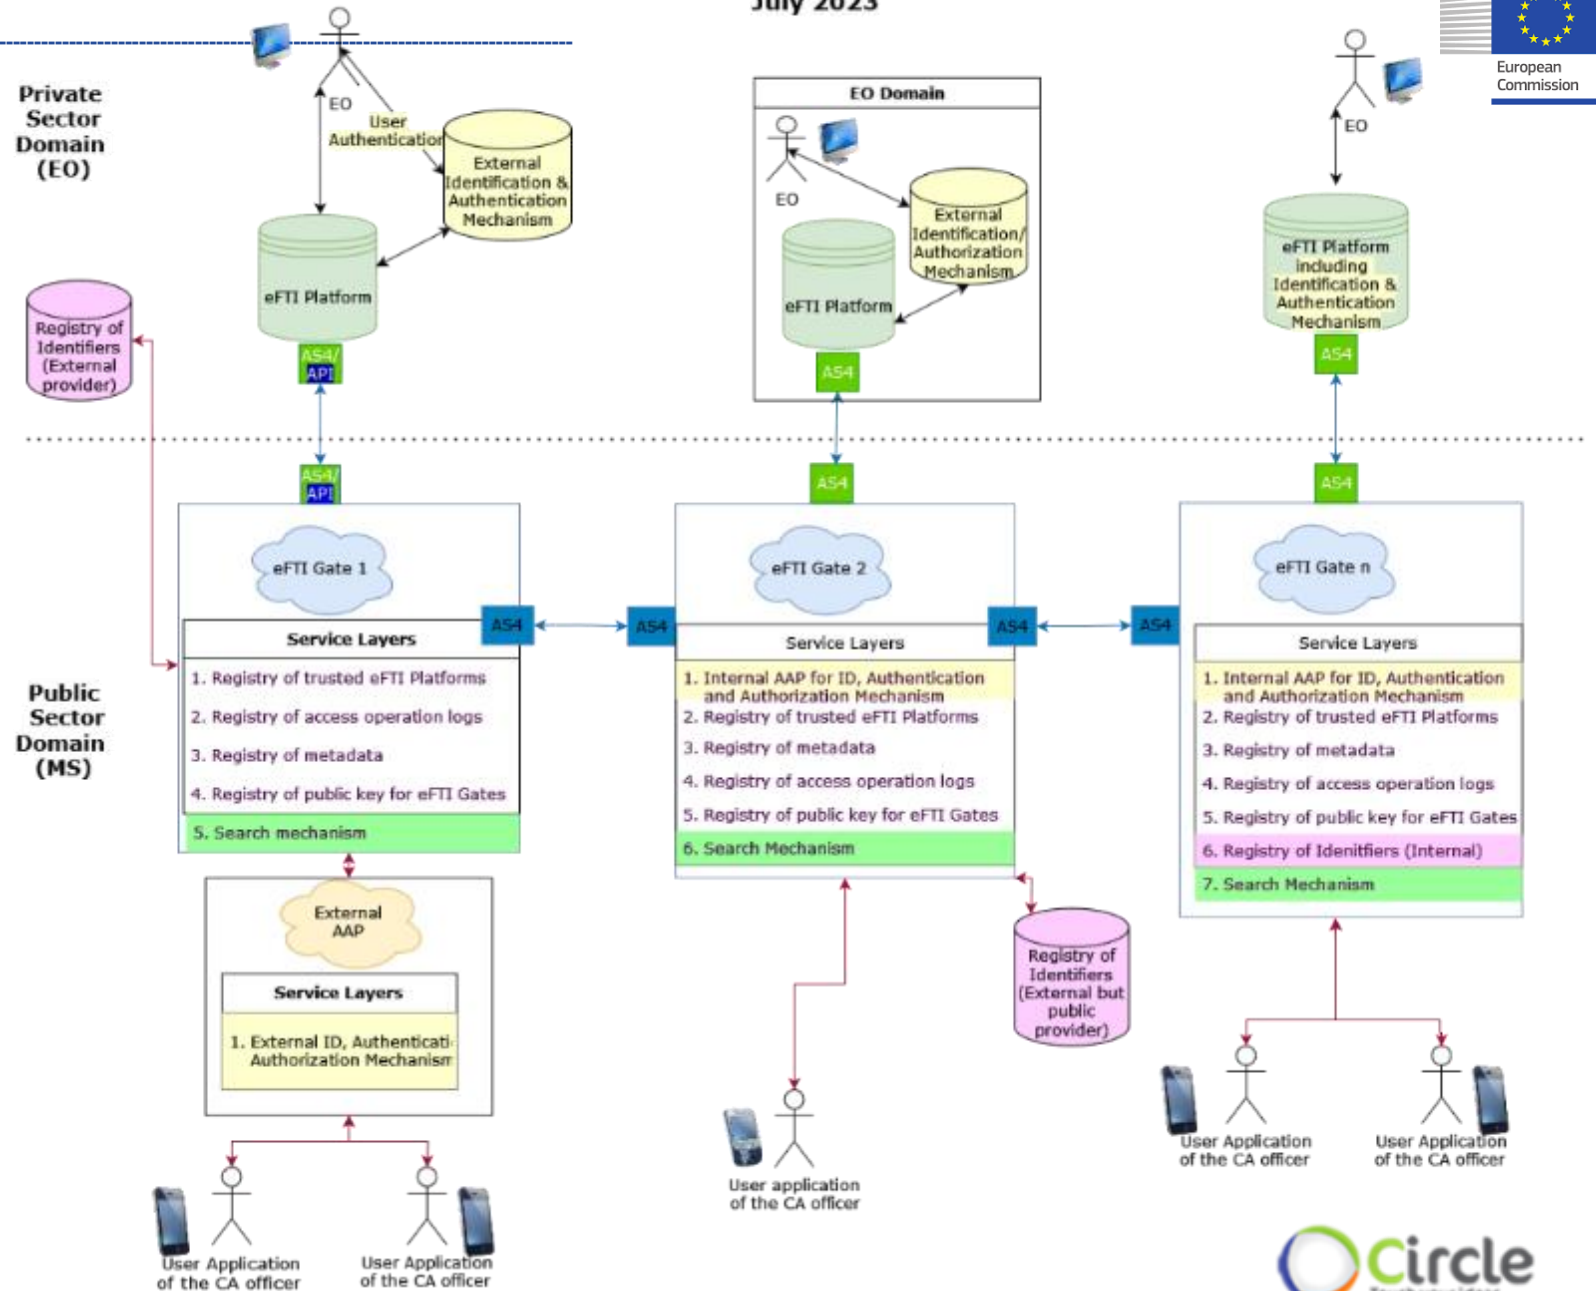 July 2023
European
Commission
Private
Sector
Domain
(EO)
EO
User
Authentication
External
Identification &
Authentication
Mechanism
eFTI Platform
Registry of
Identifiers
(External
provider)
AS4/
API
EO Domain
EO
External
Identification/
Authorization
Mechanism
eFTI Platform
AS4
EO
eFTI Platform
including
Identification &
Authentication
Mechanism
AS4
Public
Sector
Domain
(MS)
AS4/
API
eFTI Gate 1
AS4
Service Layers
1. Registry of trusted eFTI Platforms
2. Registry of access operation logs
3. Registry of metadata
4. Registry of public key for eFTI Gates
5. Search mechanism
External
AAP
Service Layers
1. External ID, Authenticati
Authorization Mechanism
User Application
of the CA officer
User Application
of the CA officer
AS4
eFTI Gate 2
AS4
AS4
Service Layers
1. Internal AAP for ID, Authentication
and Authorization Mechanism
2. Registry of trusted eFTI Platforms
3. Registry of metadata
4. Registry of access operation logs
5. Registry of public key for eFTI Gates
6. Search Mechanism
Registry of
Identifiers
(External but
public
provider)
User application
of the CA officer
AS4
eFTI Gate n
AS4
Service Layers
1. Internal AAP for ID, Authentication
and Authorization Mechanism
2. Registry of trusted eFTI Platforms
3. Registry of metadata
4. Registry of access operation logs
5. Registry of public key for eFTI Gates
6. Registry of Idenitfiers (Internal)
7. Search Mechanism
User Application
of the CA officer
User Application
of the CA officer
Circle